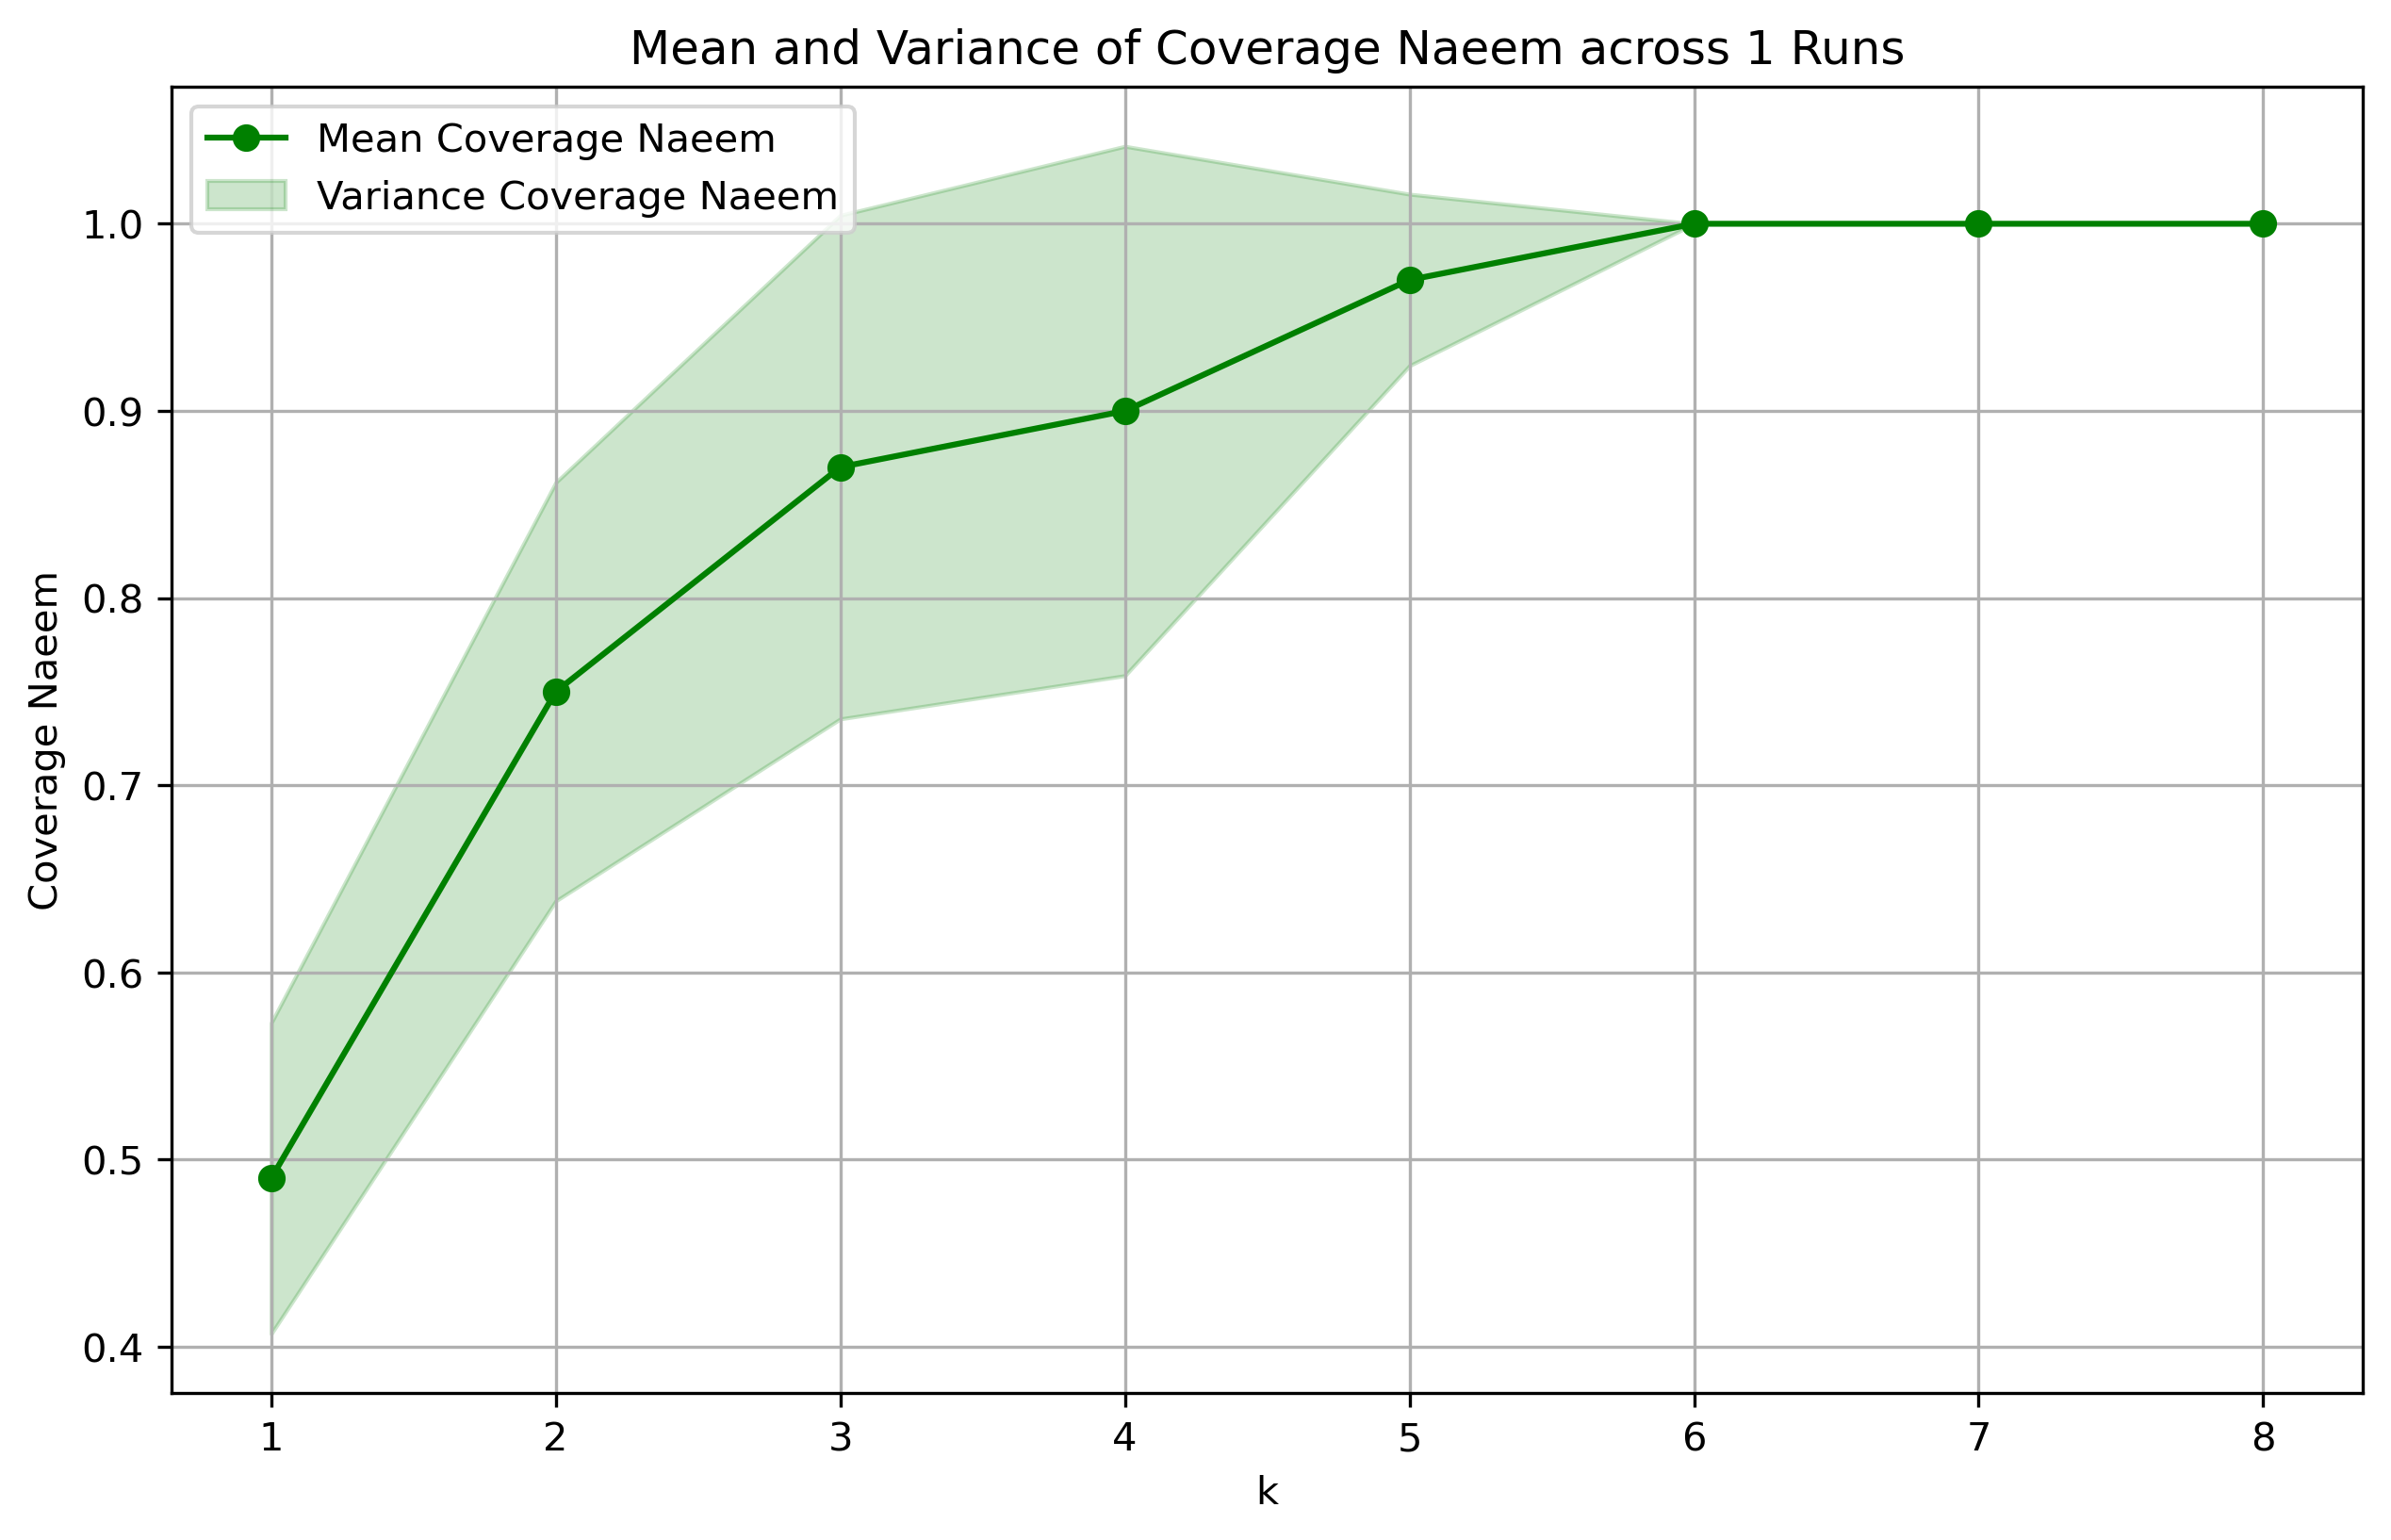 Mean and Variance of Coverage Naeem across 1 Runs
Mean Coverage Naeem
Variance Coverage Naeem
Coverage Naeem
1.0
0.9
0.8
0.7
0.6
0.5
0.4
1 2 3 4 5 6 7 8
k